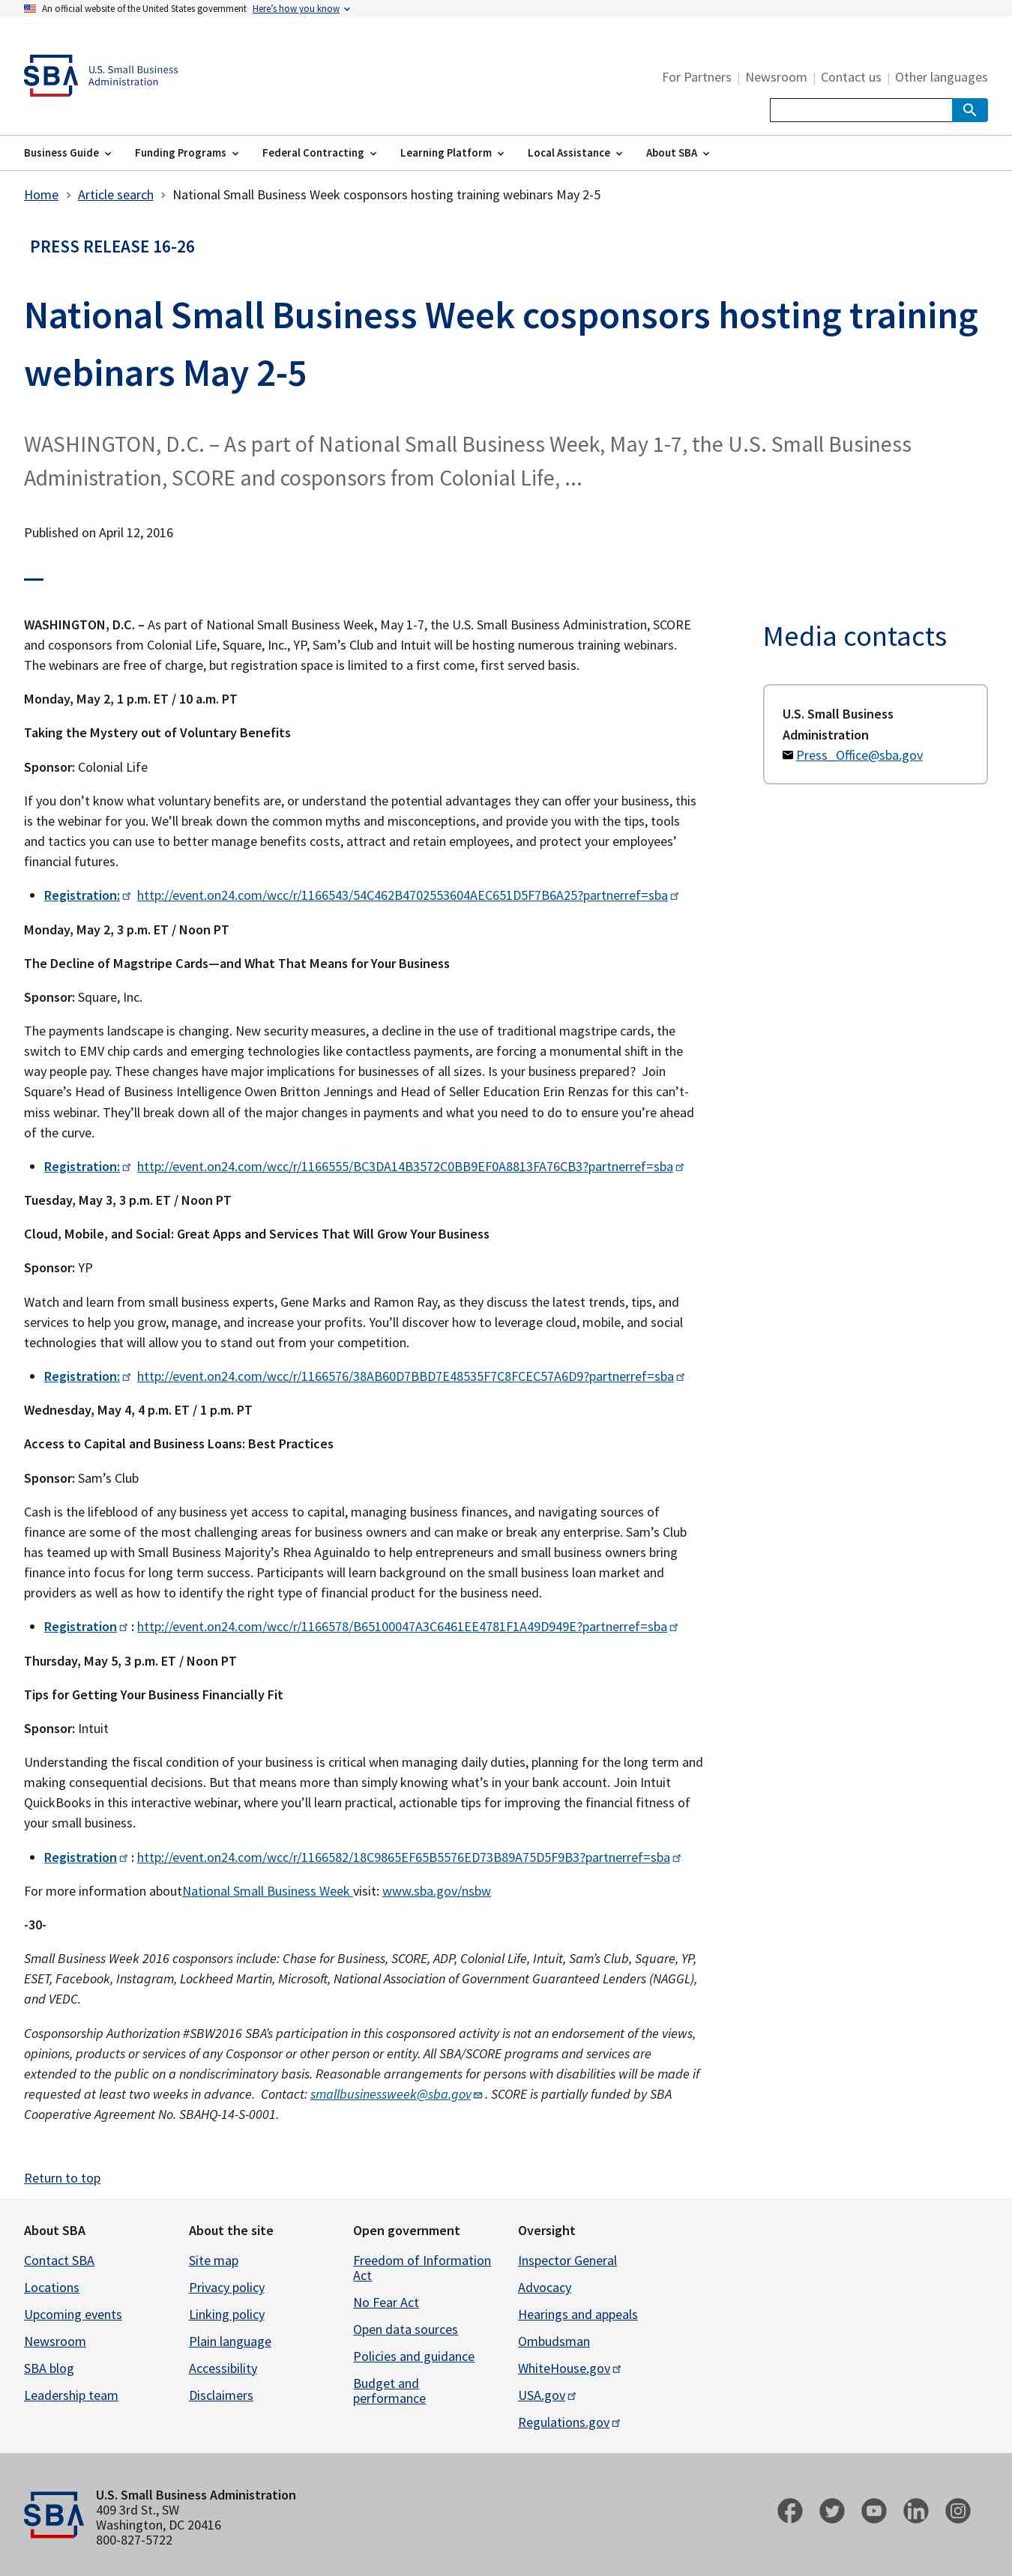 An official website of the United States government Here’s how you know
SBA U.S. Small Business
Administration
For Partners | Newsroom | Contact us | Other languages
Business Guide Funding Programs Federal Contracting Learning Platform Local Assistance About SBA
Home Article search National Small Business Week cosponsors hosting training webinars May 2-5
PRESS RELEASE 16-26
National Small Business Week cosponsors hosting training
webinars May 2-5
WASHINGTON, D.C. – As part of National Small Business Week, May 1-7, the U.S. Small Business
Administration, SCORE and cosponsors from Colonial Life, ...
Published on April 12, 2016
WASHINGTON, D.C. – As part of National Small Business Week, May 1-7, the U.S. Small Business Administration, SCORE
and cosponsors from Colonial Life, Square, Inc., YP, Sam’s Club and Intuit will be hosting numerous training webinars.
The webinars are free of charge, but registration space is limited to a first come, first served basis.
Monday, May 2, 1 p.m. ET / 10 a.m. PT
Taking the Mystery out of Voluntary Benefits
Sponsor: Colonial Life
If you don’t know what voluntary benefits are, or understand the potential advantages they can offer your business, this
is the webinar for you. We’ll break down the common myths and misconceptions, and provide you with the tips, tools
and tactics you can use to better manage benefits costs, attract and retain employees, and protect your employees’
financial futures.
Registration: http://event.on24.com/wcc/r/1166543/54C462B4702553604AEC651D5F7B6A25?partnerref=sba
Monday, May 2, 3 p.m. ET / Noon PT
The Decline of Magstripe Cards—and What That Means for Your Business
Sponsor: Square, Inc.
The payments landscape is changing. New security measures, a decline in the use of traditional magstripe cards, the
switch to EMV chip cards and emerging technologies like contactless payments, are forcing a monumental shift in the
way people pay. These changes have major implications for businesses of all sizes. Is your business prepared?  Join
Square’s Head of Business Intelligence Owen Britton Jennings and Head of Seller Education Erin Renzas for this can’t-
miss webinar. They’ll break down all of the major changes in payments and what you need to do to ensure you’re ahead
of the curve.
Registration: http://event.on24.com/wcc/r/1166555/BC3DA14B3572C0BB9EF0A8813FA76CB3?partnerref=sba
Tuesday, May 3, 3 p.m. ET / Noon PT
Cloud, Mobile, and Social: Great Apps and Services That Will Grow Your Business
Sponsor: YP
Watch and learn from small business experts, Gene Marks and Ramon Ray, as they discuss the latest trends, tips, and
services to help you grow, manage, and increase your profits. You’ll discover how to leverage cloud, mobile, and social
technologies that will allow you to stand out from your competition.
Registration: http://event.on24.com/wcc/r/1166576/38AB60D7BBD7E48535F7C8FCEC57A6D9?partnerref=sba
Wednesday, May 4, 4 p.m. ET / 1 p.m. PT
Access to Capital and Business Loans: Best Practices
Sponsor: Sam’s Club
Cash is the lifeblood of any business yet access to capital, managing business finances, and navigating sources of
finance are some of the most challenging areas for business owners and can make or break any enterprise. Sam’s Club
has teamed up with Small Business Majority’s Rhea Aguinaldo to help entrepreneurs and small business owners bring
finance into focus for long term success. Participants will learn background on the small business loan market and
providers as well as how to identify the right type of financial product for the business need.
Registration : http://event.on24.com/wcc/r/1166578/B65100047A3C6461EE4781F1A49D949E?partnerref=sba
Thursday, May 5, 3 p.m. ET / Noon PT
Tips for Getting Your Business Financially Fit
Sponsor: Intuit
Understanding the fiscal condition of your business is critical when managing daily duties, planning for the long term and
making consequential decisions. But that means more than simply knowing what’s in your bank account. Join Intuit
QuickBooks in this interactive webinar, where you’ll learn practical, actionable tips for improving the financial fitness of
your small business.
Registration : http://event.on24.com/wcc/r/1166582/18C9865EF65B5576ED73B89A75D5F9B3?partnerref=sba
For more information aboutNational Small Business Week visit: www.sba.gov/nsbw
-30-
Small Business Week 2016 cosponsors include: Chase for Business, SCORE, ADP, Colonial Life, Intuit, Sam’s Club, Square, YP,
ESET, Facebook, Instagram, Lockheed Martin, Microsoft, National Association of Government Guaranteed Lenders (NAGGL),
and VEDC.
Cosponsorship Authorization #SBW2016 SBA’s participation in this cosponsored activity is not an endorsement of the views,
opinions, products or services of any Cosponsor or other person or entity. All SBA/SCORE programs and services are
extended to the public on a nondiscriminatory basis. Reasonable arrangements for persons with disabilities will be made if
requested at least two weeks in advance.  Contact: smallbusinessweek@sba.gov . SCORE is partially funded by SBA
Cooperative Agreement No. SBAHQ-14-S-0001.
Media contacts
U.S. Small Business
Administration
Press_Office@sba.gov
Return to top
About SBA
Contact SBA
Locations
Upcoming events
Newsroom
SBA blog
Leadership team
About the site
Site map
Privacy policy
Linking policy
Plain language
Accessibility
Disclaimers
Open government
Freedom of Information
Act
No Fear Act
Open data sources
Policies and guidance
Budget and
performance
Oversight
Inspector General
Advocacy
Hearings and appeals
Ombudsman
WhiteHouse.gov
USA.gov
Regulations.gov
SBA
U.S. Small Business Administration
409 3rd St., SW
Washington, DC 20416
800-827-5722